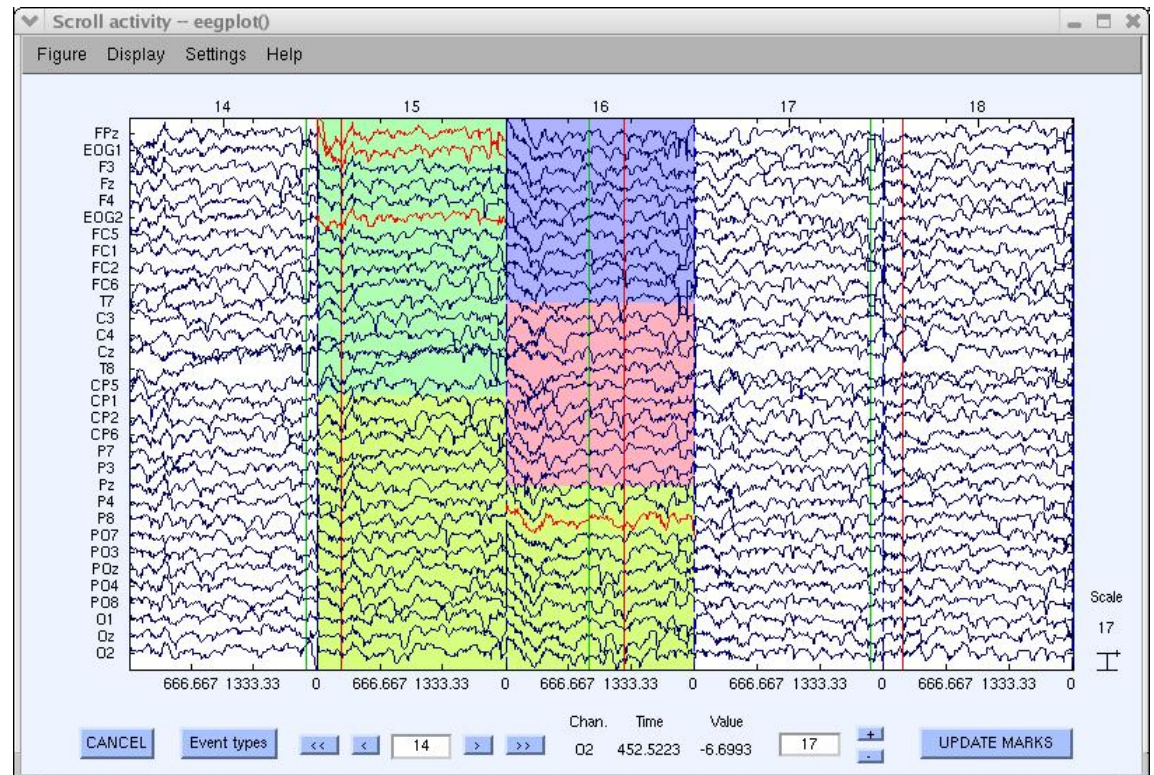 Scroll activity -- eegplot()
Figure Display Settings Help
14 15 16 17 18
FPz
EOG1
F3
Fz
F4
EOG2
FC5
FC1
FC2
FC6
T7
C3
C4
Cz
T8
CP5
CP1
CP2
CP6
P7
P3
Pz
P4
P8
PO7
PO3
POz
PO4
PO8
O1
Oz
O2
Scale
17
666.667 1333.33 0 666.667 1333.33 0 666.667 1333.33 0 666.667 1333.33 0 666.667 1333.33 0
Chan. Time Value
CANCEL Event types << < 14 > >> O2 452.5223 -6.6993 17 + - UPDATE MARKS